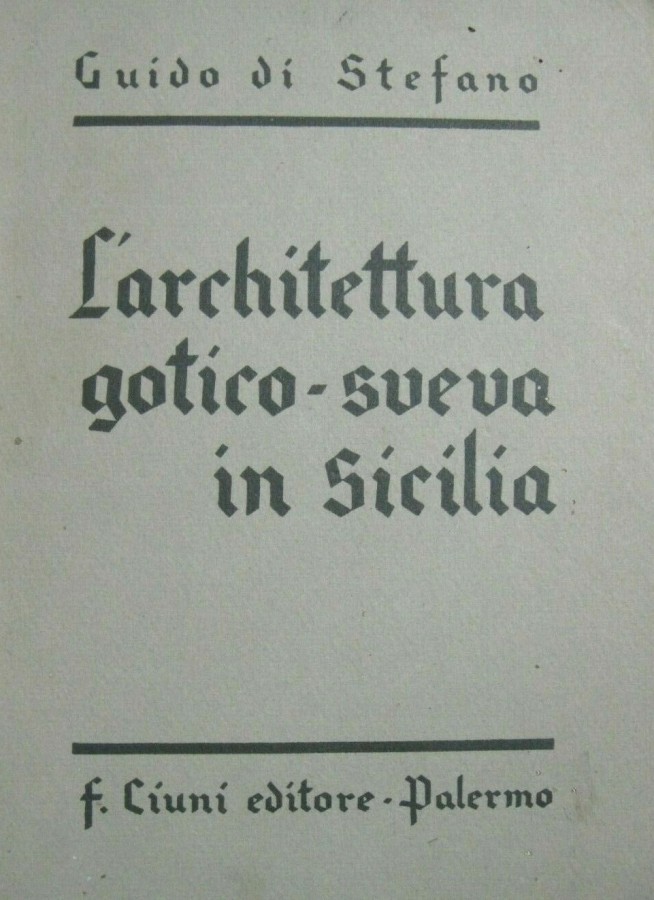 Guido di Stefano
L'architettura
gotico-sveva
in Sicilia
F. Ciuni editore-Palermo